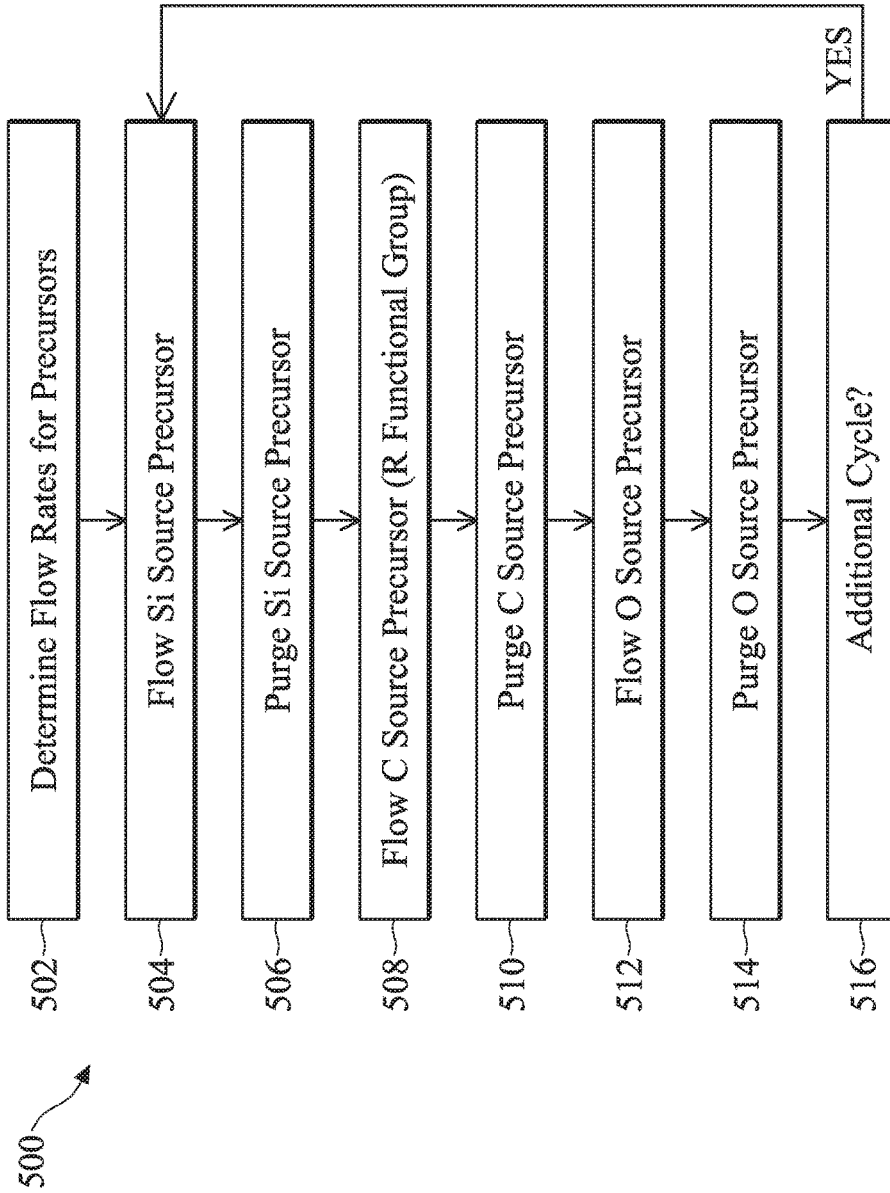 500
502
Determine Flow Rates for Precursors
504
Flow Si Source Precursor
506
Purge Si Source Precursor
508
Flow C Source Precursor (R Functional Group)
510
Purge C Source Precursor
512
Flow O Source Precursor
514
Purge O Source Precursor
516
Additional Cycle?
YES